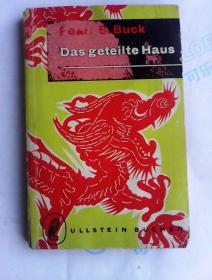 Pearl S. Buck
Das geteilte Haus
ULLSTEIN BÜCHER